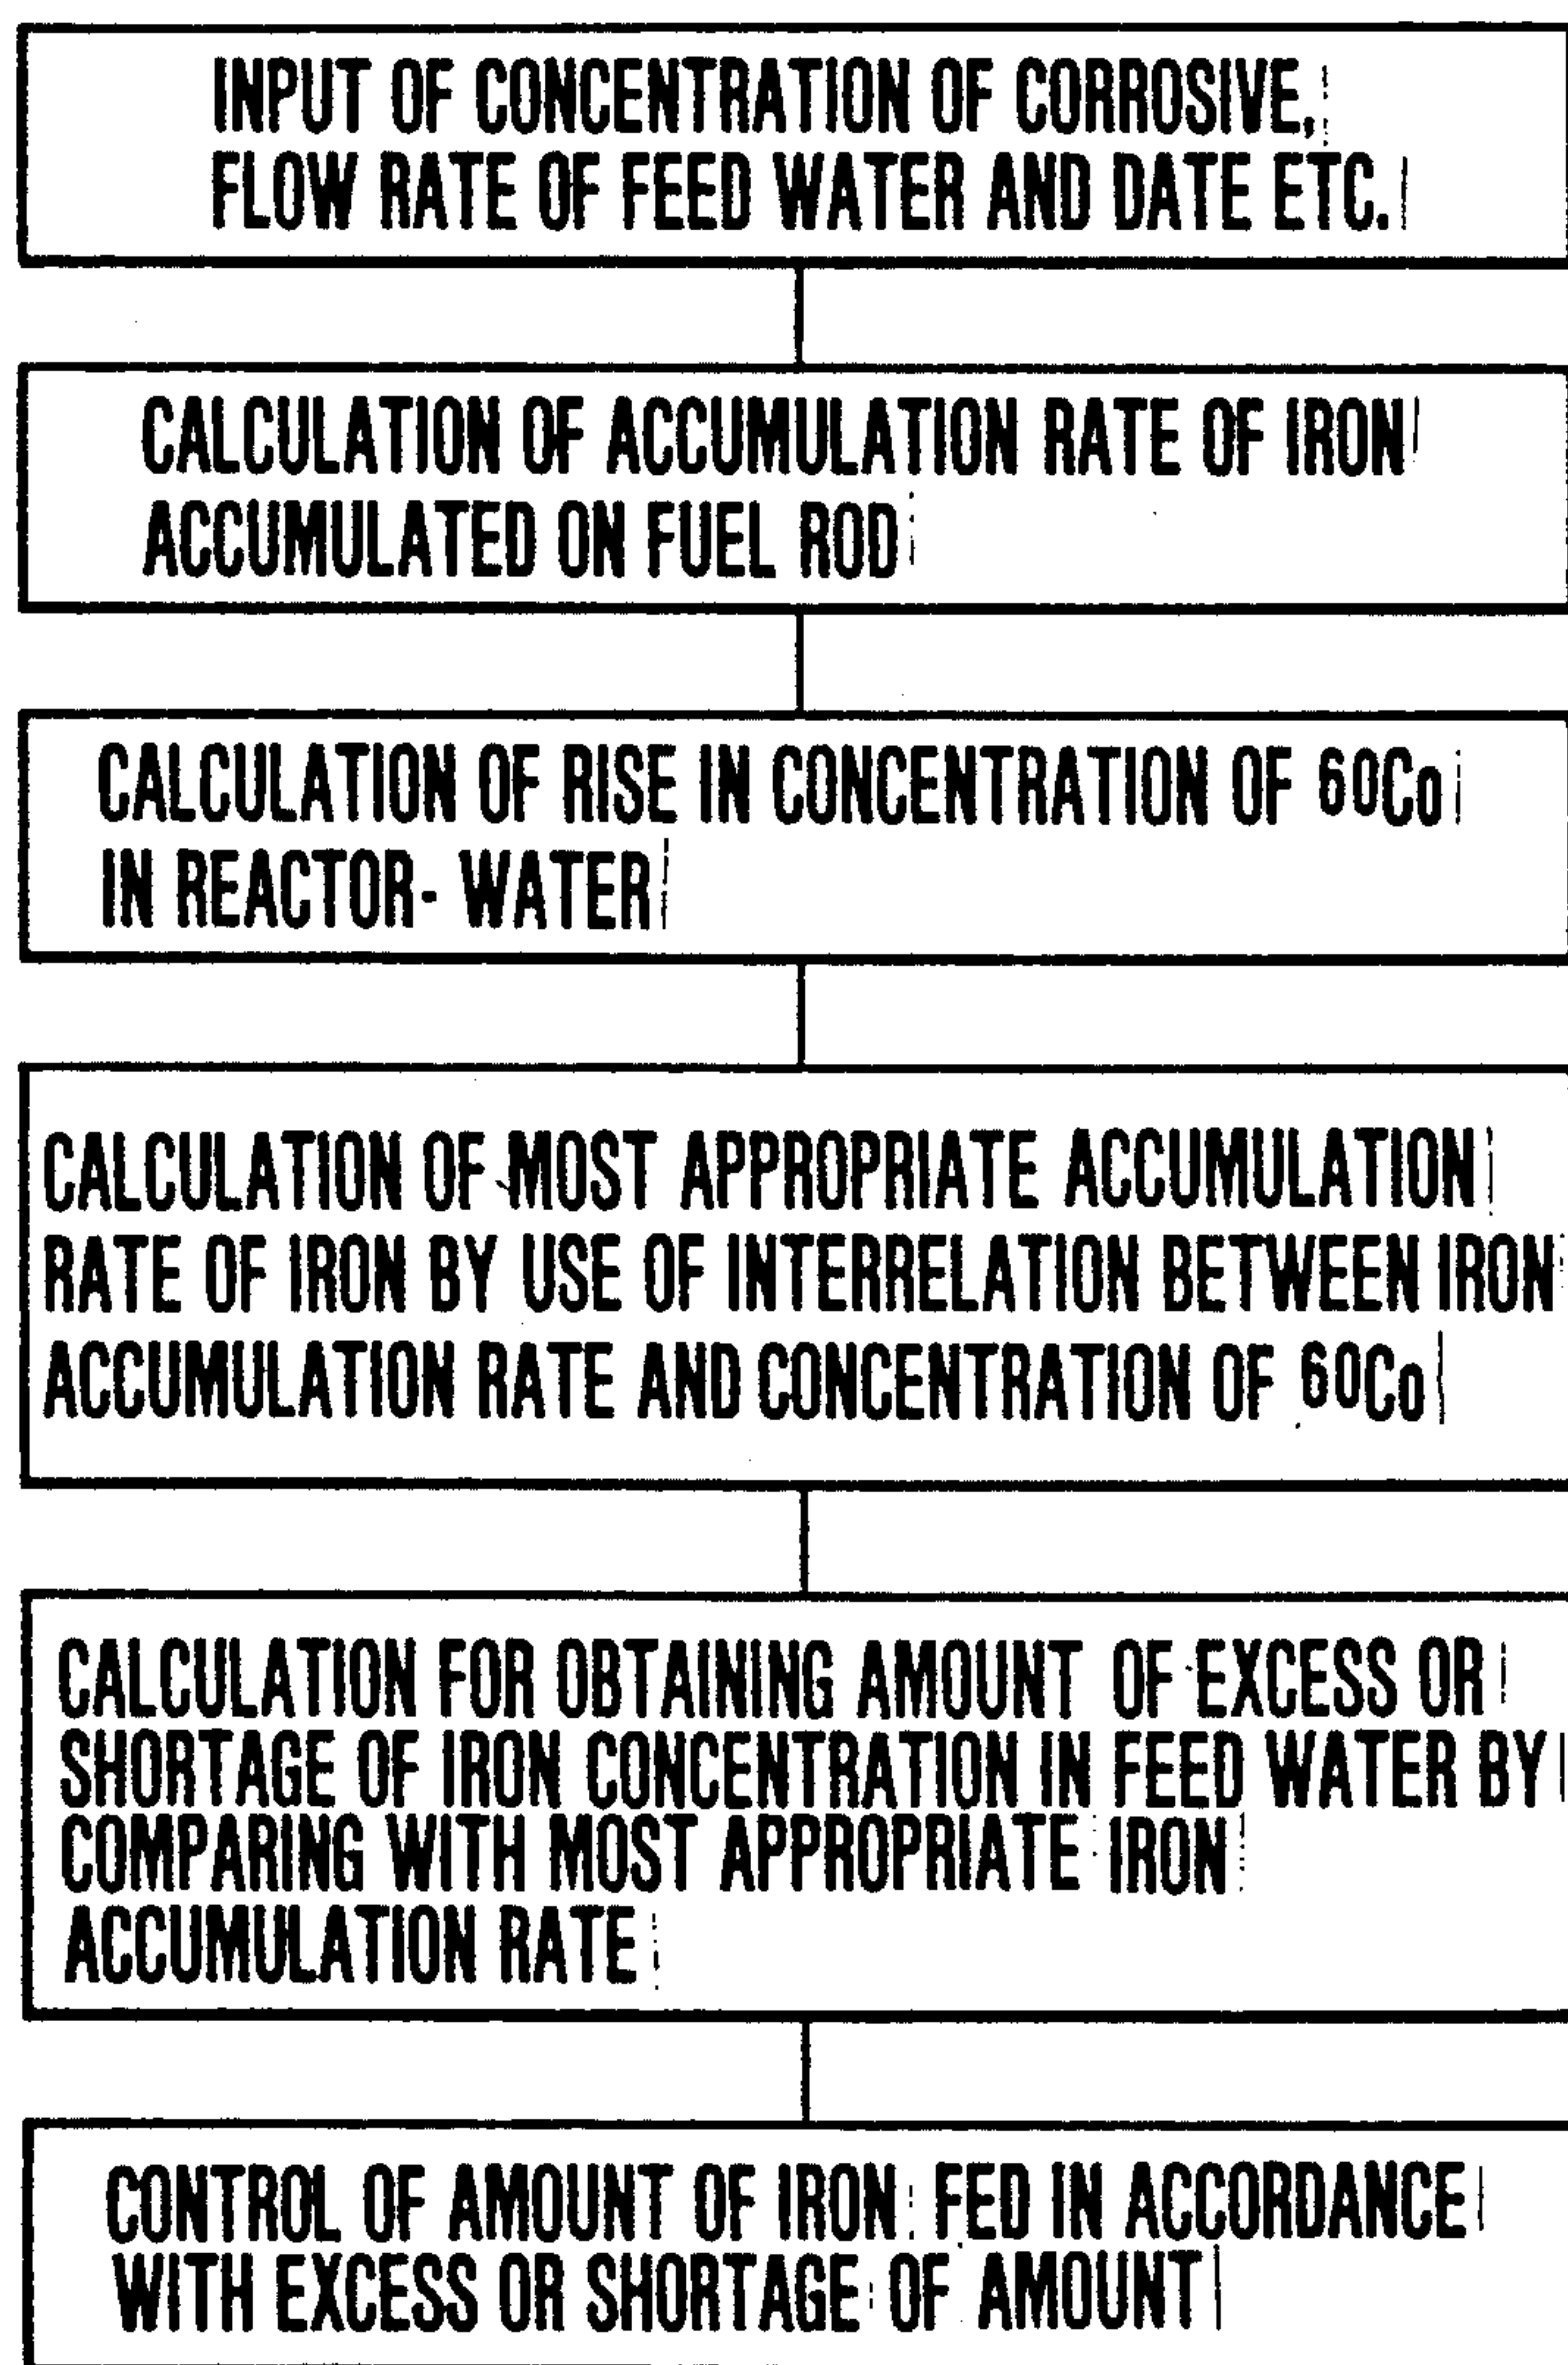 INPUT OF CONCENTRATION OF CORROSIVE,
FLOW RATE OF FEED WATER AND DATE ETC.
CALCULATION OF ACCUMULATION RATE OF IRON
ACCUMULATED ON FUEL ROD
CALCULATION OF RISE IN CONCENTRATION OF 60Co
IN REACTOR- WATER
CALCULATION OF MOST APPROPRIATE ACCUMULATION
RATE OF IRON BY USE OF INTERRELATION BETWEEN IRON
ACCUMULATION RATE AND CONCENTRATION OF 60Co
CALCULATION FOR OBTAINING AMOUNT OF EXCESS OR
SHORTAGE OF IRON CONCENTRATION IN FEED WATER BY
COMPARING WITH MOST APPROPRIATE IRON
ACCUMULATION RATE
CONTROL OF AMOUNT OF IRON FED IN ACCORDANCE
WITH EXCESS OR SHORTAGE OF AMOUNT